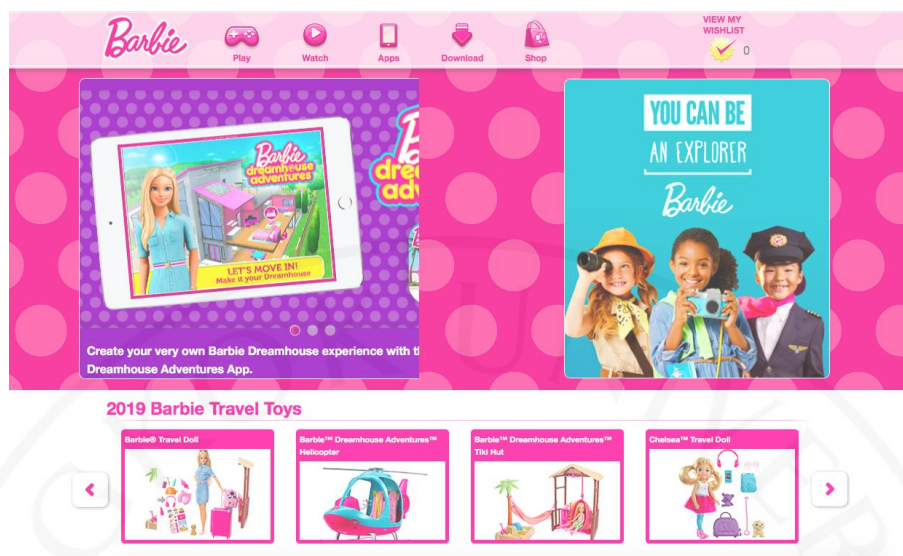 Barbie
Play
Watch
Apps
Download
Shop
VIEW MY
WISHLIST
0
Barbie
dreamhouse
adventures
LET'S MOVE IN!
Make it your Dreamhouse
Create your very own Barbie Dreamhouse experience with
Dreamhouse Adventures App.
YOU CAN BE
AN EXPLORER
Barbie
2019 Barbie Travel Toys
Barbie® Travel Doll
Barbie™ Dreamhouse Adventures™
Helicopter
Barbie™ Dreamhouse Adventures™
Tiki Hut
Chelsea™ Travel Doll